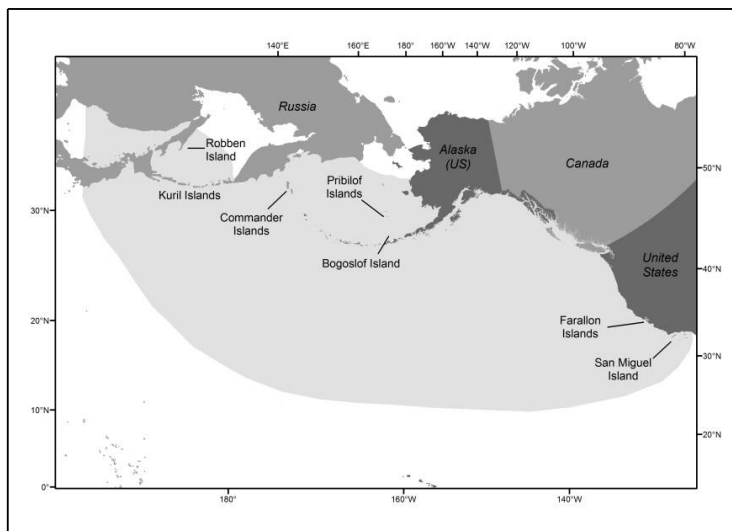 140°E 160°E 180° 160°W 140°W 120°W 100°W 80°W
Russia
Robben
Island
Alaska
(US)
Canada
50°N
Pribilof
Islands
Kuril Islands
30°N
Commander
Islands
Bogoslof Island
United
States
40°N
20°N
Farallon
Islands
San Miguel
Island
30°N
10°N
20°N
0°
180° 160°W 140°W